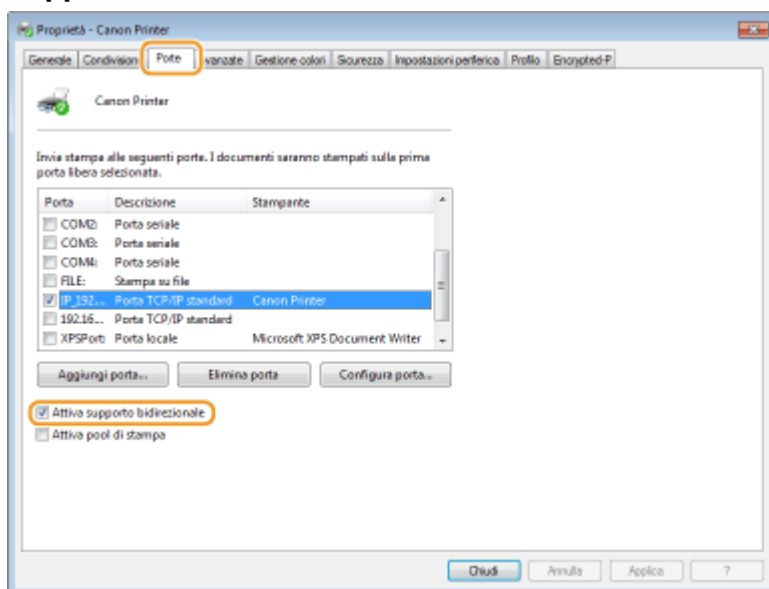 Proprietà - Canon Printer
Generale Condivision Porte vanzate Gestione colori Sicurezza Impostazioni periferica Profilo Encrypted-P
Canon Printer
Invia stampa alle seguenti porte. I documenti saranno stampati sulla prima
porta libera selezionata.
Porta Descrizione Stampante
COM2: Porta seriale
COM3: Porta seriale
COM4: Porta seriale
FILE: Stampa su file
IP_192.... Porta TCP/IP standard Canon Printer
192.16... Porta TCP/IP standard
XPSPort: Porta locale Microsoft XPS Document Writer
Aggiungi porta... Elimina porta Configura porta...
Attiva supporto bidirezionale
Attiva pool di stampa
Chiudi Annulla Applica ?